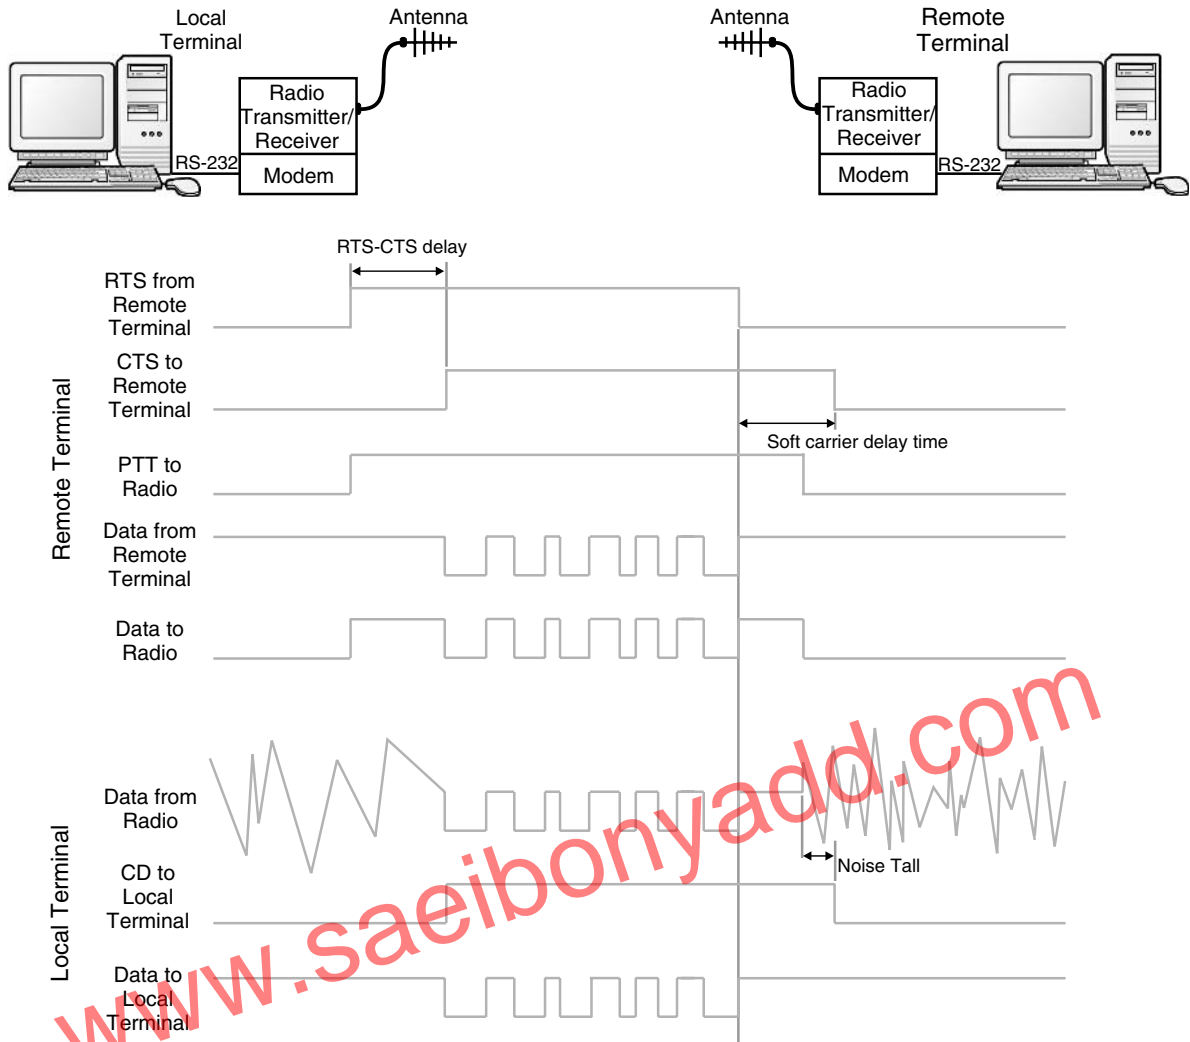 Local
Terminal
Antenna
Antenna
Remote
Terminal
Radio
Transmitter/
Receiver
Modem
RS-232
Radio
Transmitter/
Receiver
Modem
RS-232
RTS-CTS delay
RTS from
Remote
Terminal
CTS to
Remote
Terminal
Soft carrier delay time
PTT to
Radio
Remote Terminal
Data from
Remote
Terminal
Data to
Radio
Data from
Radio
Noise Tall
CD to
Local
Terminal
Local Terminal
Data to
Local
Terminal
www.saeibonyadd.com